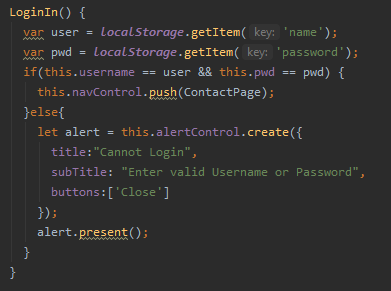 LoginIn() {
  var user = localStorage.getItem( key: 'name');
  var pwd = localStorage.getItem( key: 'password');
  if(this.username == user && this.pwd == pwd) {
    this.navControl.push(ContactPage);
  }else{
    let alert = this.alertControl.create({
      title:"Cannot Login",
      subTitle: "Enter valid Username or Password",
      buttons:['Close']
    });
    alert.present();
  }
}